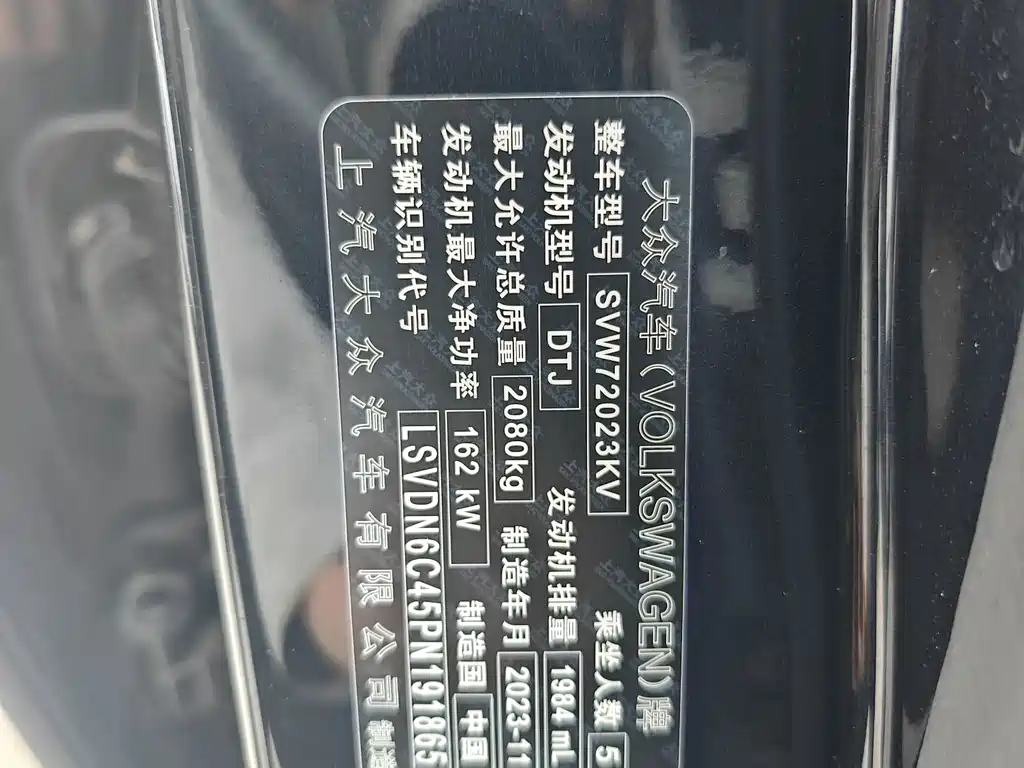 大众汽车(VOLKSWAGEN)牌
整车型号 SVW72023KV 乘坐人数 5
发动机型号 DTJ 发动机排量 1984 mL
最大允许总质量 2080kg 制造年月 2023-11
发动机最大净功率 162 kW 制造国 中国
车辆识别代号 LSVDN6C45PN191865
上汽大众汽车有限公司 制造